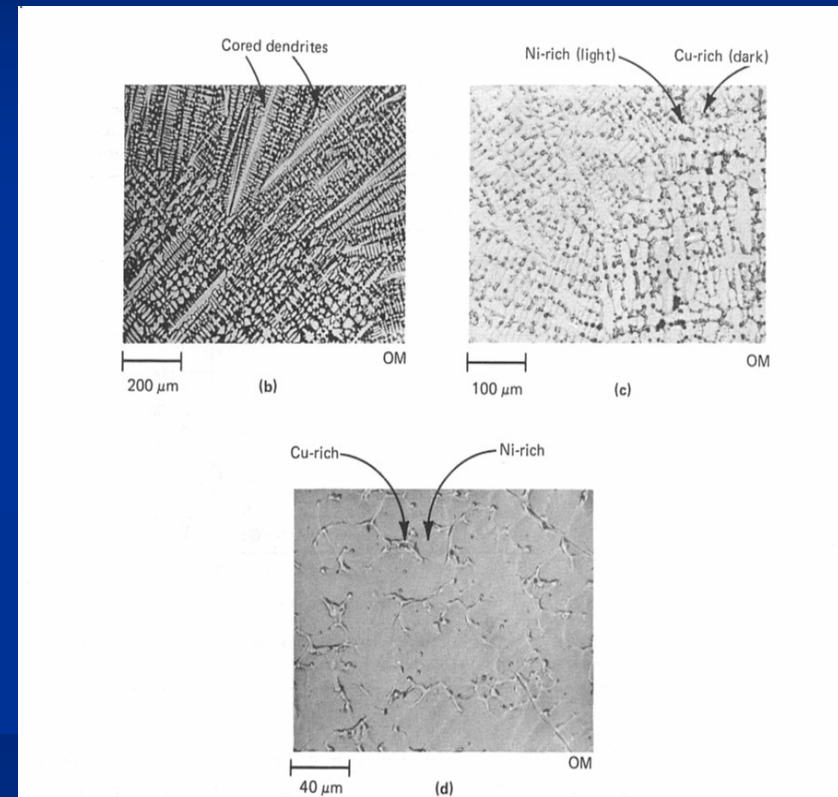 Cored dendrites
Ni-rich (light) Cu-rich (dark)
OM
200 μm (b)
OM
100 μm (c)
Cu-rich Ni-rich
OM
40 μm (d)